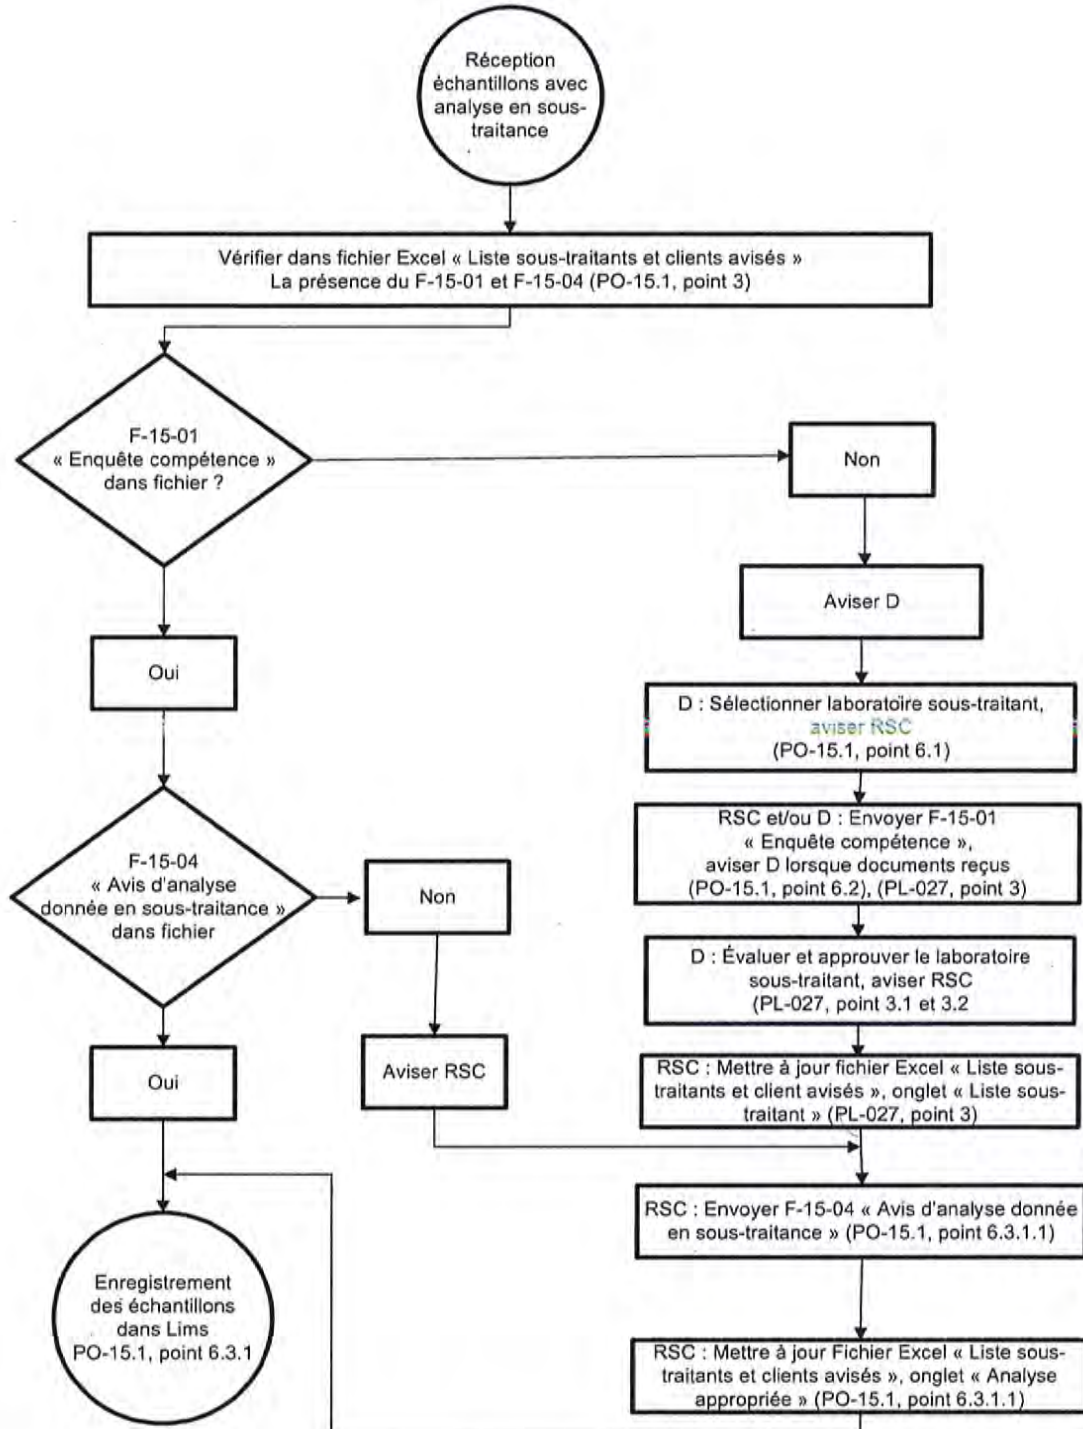 Réception
échantillons avec
analyse en sous-
traitance
Vérifier dans fichier Excel « Liste sous-traitants et clients avisés »
La présence du F-15-01 et F-15-04 (PO-15.1, point 3)
F-15-01
« Enquête compétence »
dans fichier ?
Non
Aviser D
Oui
D : Sélectionner laboratoire sous-traitant,
aviser RSC
(PO-15.1, point 6.1)
RSC et/ou D : Envoyer F-15-01
« Enquête compétence »,
aviser D lorsque documents reçus
(PO-15.1, point 6.2), (PL-027, point 3)
F-15-04
« Avis d'analyse
donnée en sous-traitance »
dans fichier
Non
D : Évaluer et approuver le laboratoire
sous-traitant, aviser RSC
(PL-027, point 3.1 et 3.2
Oui
Aviser RSC
RSC : Mettre à jour fichier Excel « Liste sous-
traitants et client avisés », onglet « Liste sous-
traitant » (PL-027, point 3)
RSC : Envoyer F-15-04 « Avis d'analyse donnée
en sous-traitance » (PO-15.1, point 6.3.1.1)
Enregistrement
des échantillons
dans Lims
PO-15.1, point 6.3.1
RSC : Mettre à jour Fichier Excel « Liste sous-
traitants et clients avisés », onglet « Analyse
appropriée » (PO-15.1, point 6.3.1.1)